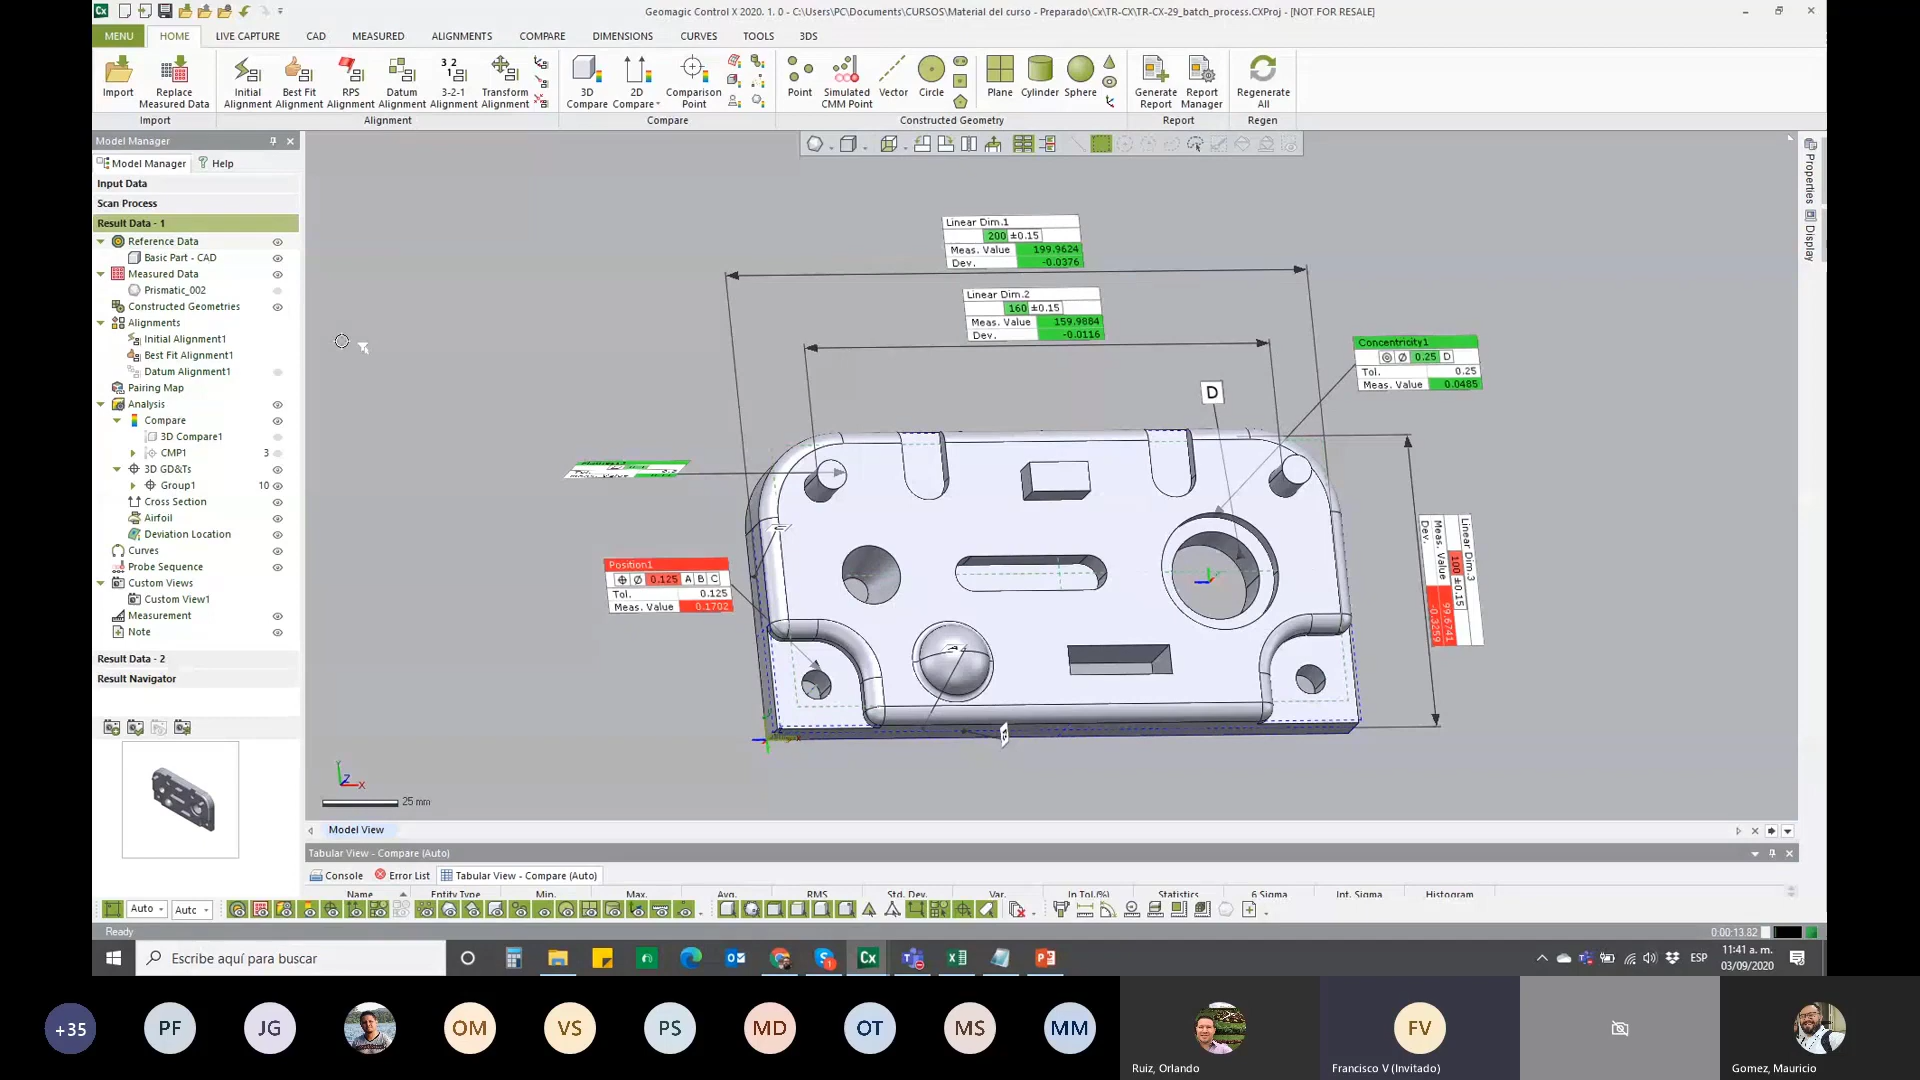 Geomagic Control X 2020. 1. 0 - C:\Users\PC\Documents\CURSOS\Material del curso - Preparado\Cx\TR-CX\TR-CX-29_batch_process.CXProj - [NOT FOR RESALE]
MENU HOME LIVE CAPTURE CAD MEASURED ALIGNMENTS COMPARE DIMENSIONS CURVES TOOLS 3DS
Import
Replace Measured Data
Initial Alignment
Best Fit Alignment
RPS Alignment
Datum Alignment
3-2-1 Alignment
Transform Alignment
3D Compare
2D Compare
Comparison Point
Point
Simulated CMM Point
Vector
Circle
Plane
Cylinder
Sphere
Generate Report
Report Manager
Regenerate All
Import Alignment Compare Constructed Geometry Report Regen
Model Manager
Model Manager Help
Input Data
Scan Process
Result Data - 1
Reference Data
Basic Part - CAD
Measured Data
Prismatic_002
Constructed Geometries
Alignments
Initial Alignment1
Best Fit Alignment1
Datum Alignment1
Pairing Map
Analysis
Compare
3D Compare1
CMP1 3
3D GD&Ts
Group1 10
Cross Section
Airfoil
Deviation Location
Curves
Probe Sequence
Custom Views
Custom View1
Measurement
Note
Result Data - 2
Result Navigator
Linear Dim.1
200 ±0.15
Meas. Value 199.9624
Dev. -0.0376
Linear Dim.2
160 ±0.15
Meas. Value 159.9884
Dev. -0.0116
Concentricity1
Ø 0.25 D
Tol. 0.25
Meas. Value 0.0485
D
Position1
Ø 0.125 A B C
Tol. 0.125
Meas. Value 0.1702
Linear Dim.3
100 ±0.15
Meas. Value 99.6741
Dev. -0.3259
A
Y
Z
X
25 mm
Properties
Display
Model View
Tabular View - Compare (Auto)
Console Error List Tabular View - Compare (Auto)
Name Entity Type Min. Max. Avg. RMS Std. Dev. Var. In Tol.(%) Statistics 6 Sigma Int. Sigma Histogram
Auto Autc
Ready 0:00:13.82
Escribe aquí para buscar
ESP
11:41 a. m.
03/09/2020
+35 PF JG OM VS PS MD OT MS MM FV
Ruiz, Orlando
Francisco V (Invitado)
Gomez, Mauricio